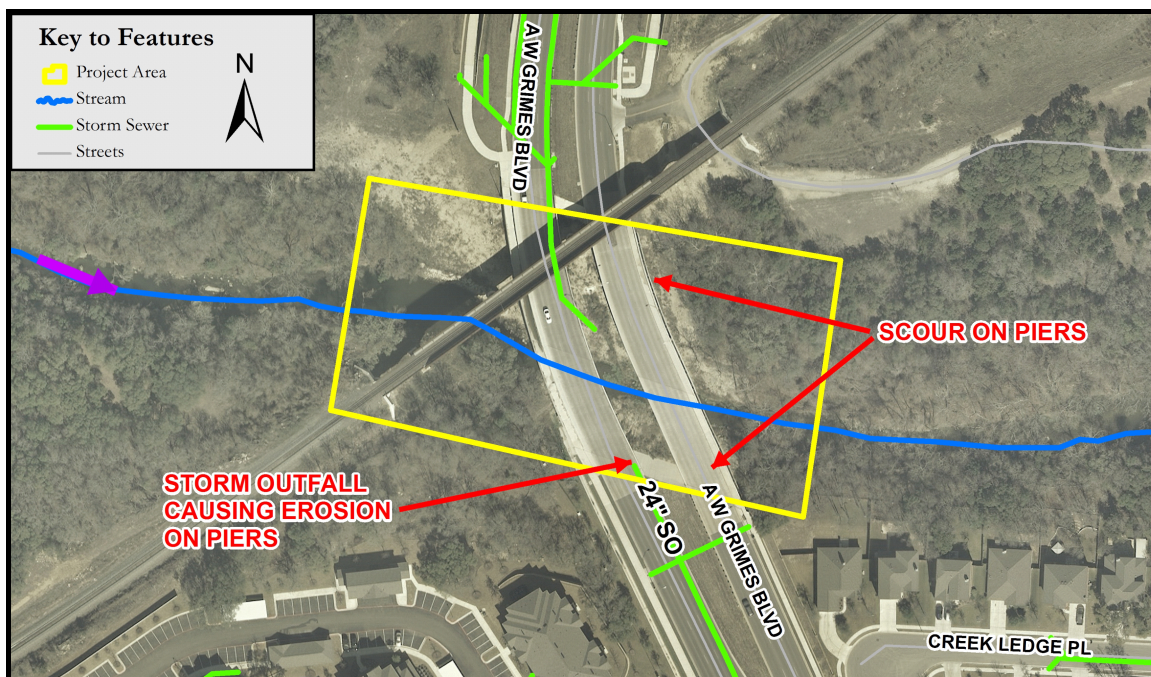 Key to Features
Project Area
Stream
Storm Sewer
Streets
N
A W GRIMES BLVD
SCOUR ON PIERS
STORM OUTFALL
CAUSING EROSION
ON PIERS
24" SO
A W GRIMES BLVD
CREEK LEDGE PL